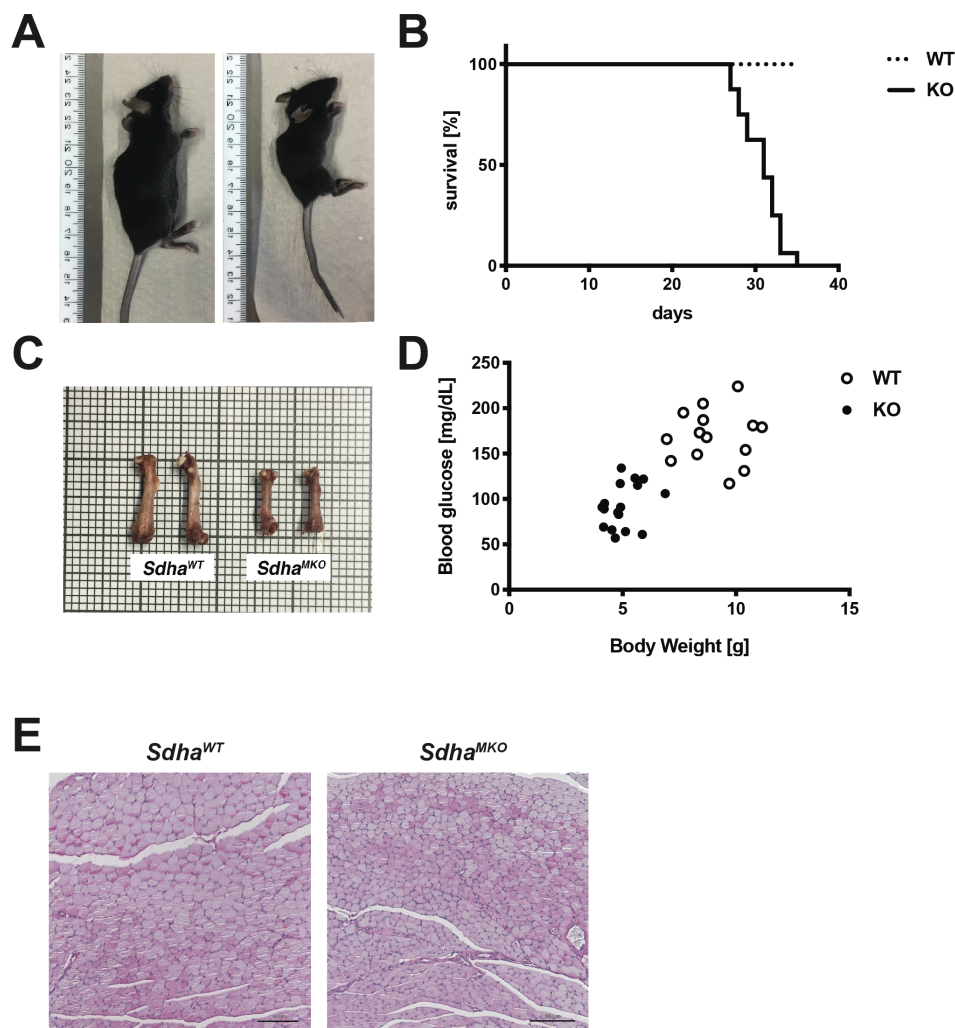 A
B
survival [%]
100
50
0
0
10
20
30
40
days
WT
KO
C
Sdha^WT
Sdha^MKO
D
Blood glucose [mg/dL]
250
200
150
100
50
0
0
5
10
15
Body Weight [g]
WT
KO
E
Sdha^WT
Sdha^MKO